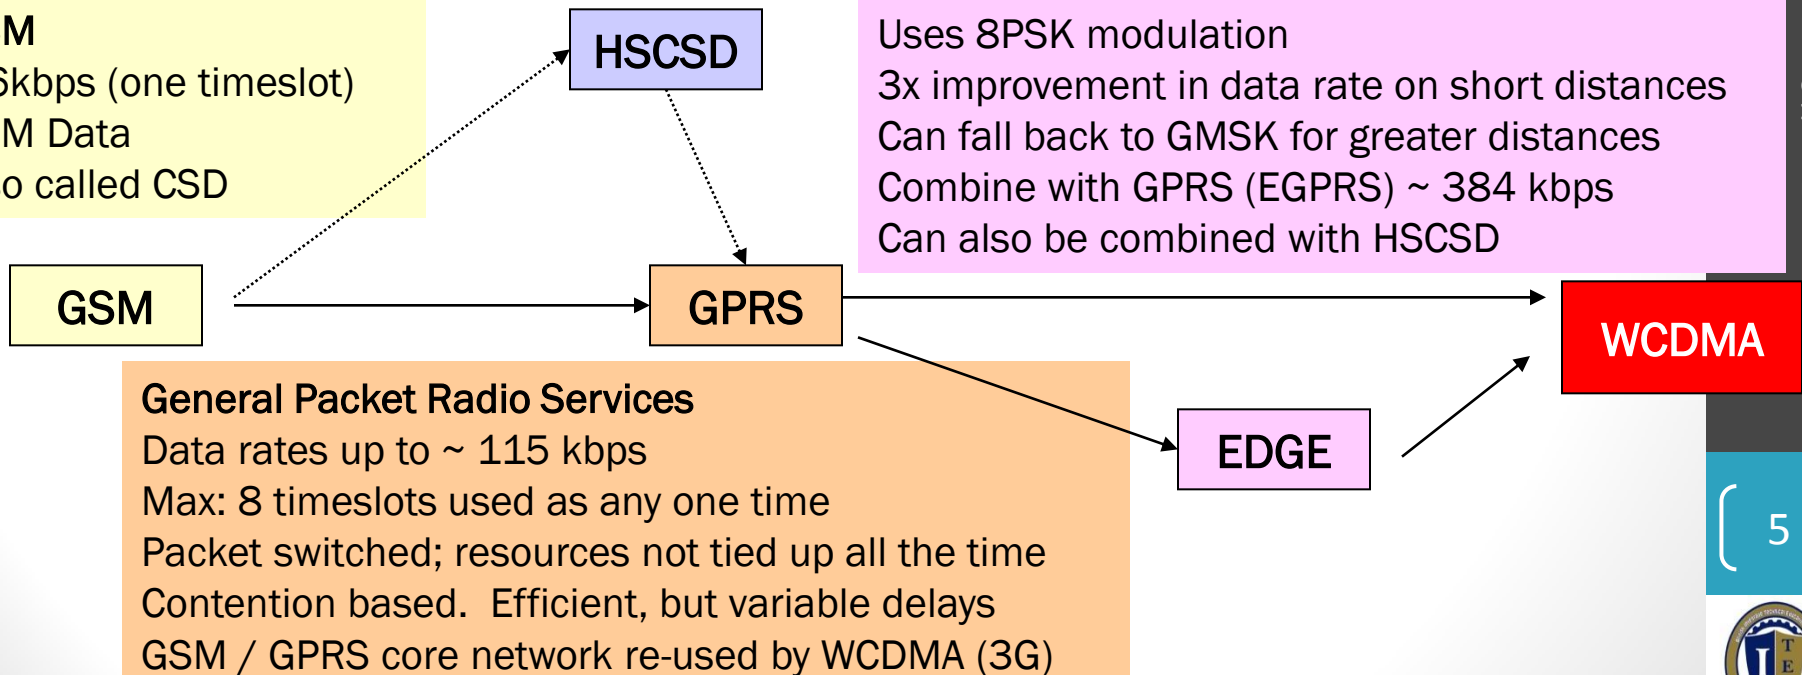 M
6kbps (one timeslot)
M Data
o called CSD
HSCSD
Uses 8PSK modulation
3x improvement in data rate on short distances
Can fall back to GMSK for greater distances
Combine with GPRS (EGPRS) ~ 384 kbps
Can also be combined with HSCSD
GSM
GPRS
WCDMA
General Packet Radio Services
Data rates up to ~ 115 kbps
Max: 8 timeslots used as any one time
Packet switched; resources not tied up all the time
Contention based.  Efficient, but variable delays
GSM / GPRS core network re-used by WCDMA (3G)
EDGE
5
I
T
E